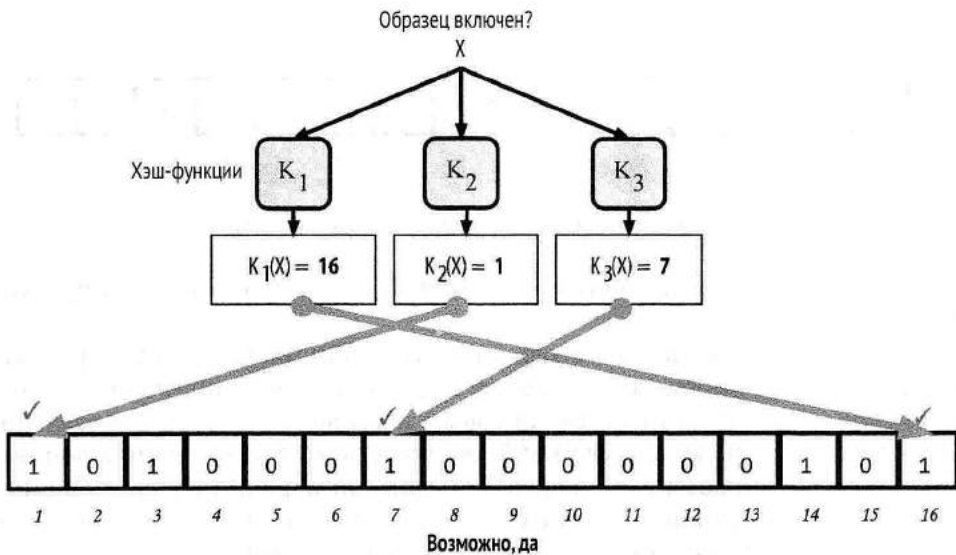 Образец включен?
X
Хэш-функции K1 K2 K3
K1(X) = 16 K2(X) = 1 K3(X) = 7
✓ ✓ ✓
1 0 1 0 0 0 1 0 0 0 0 0 0 1 0 1
1 2 3 4 5 6 7 8 9 10 11 12 13 14 15 16
Возможно, да